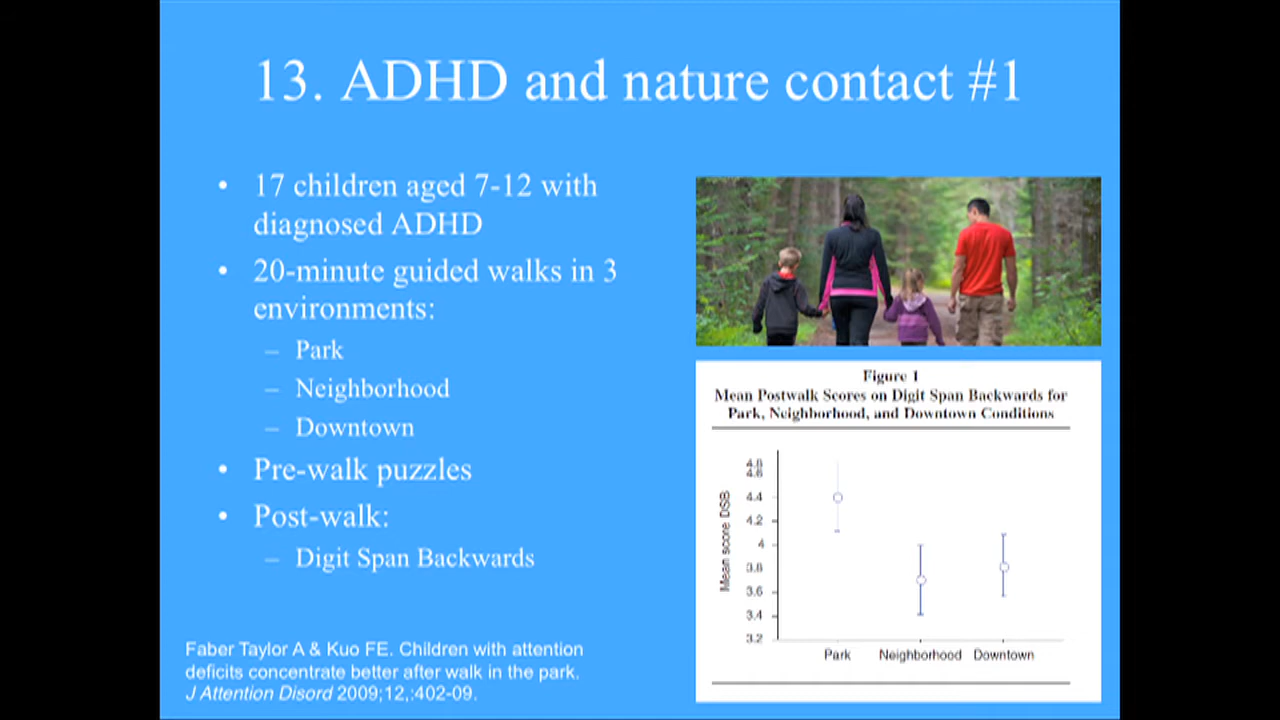 13. ADHD and nature contact #1
• 17 children aged 7-12 with
diagnosed ADHD
• 20-minute guided walks in 3
environments:
– Park
– Neighborhood
– Downtown
• Pre-walk puzzles
• Post-walk:
– Digit Span Backwards
Faber Taylor A & Kuo FE. Children with attention
deficits concentrate better after walk in the park.
J Attention Disord 2009;12,:402-09.
Figure 1
Mean Postwalk Scores on Digit Span Backwards for
Park, Neighborhood, and Downtown Conditions
Mean score DSB
4.8
4.6
4.4
4.2
4
3.8
3.6
3.4
3.2
Park Neighborhood Downtown